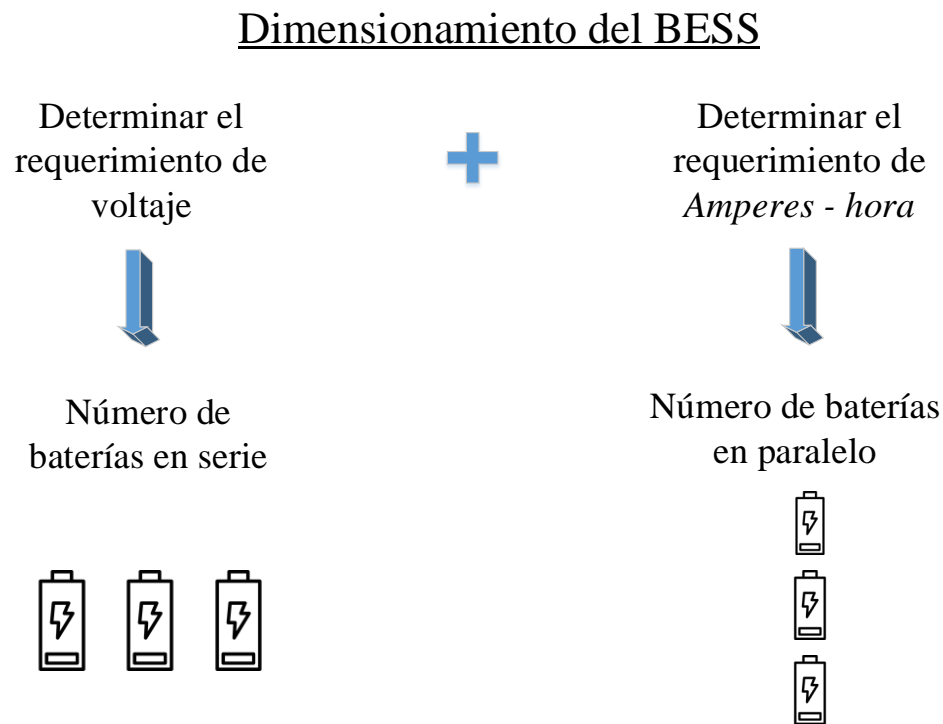 Dimensionamiento del BESS
Determinar el
requerimiento de
voltaje
Determinar el
requerimiento de
Amperes - hora
Número de
baterías en serie
Número de baterías
en paralelo